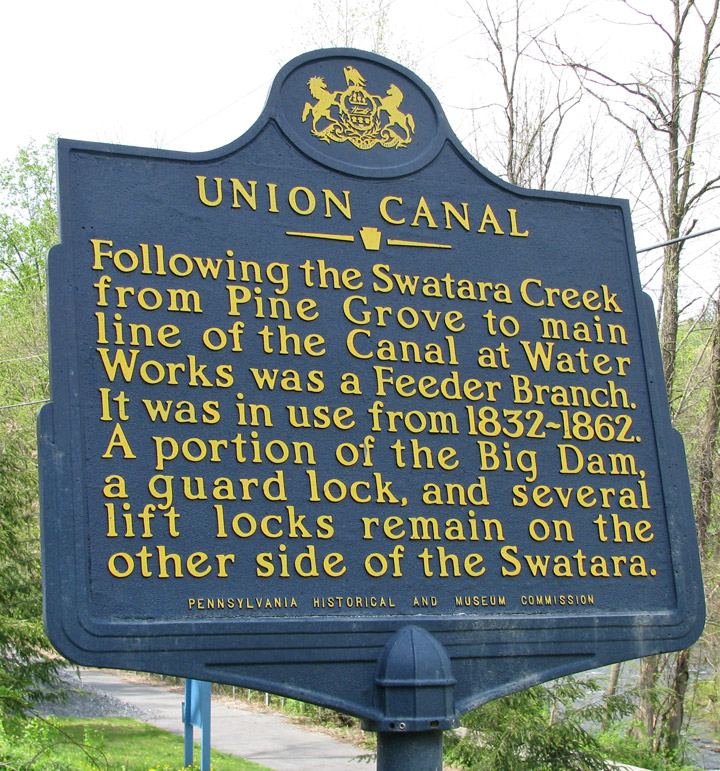 UNION CANAL
Following the Swatara Creek
from Pine Grove to main
line of the Canal at Water
Works was a Feeder Branch.
It was in use from 1832~1862.
A portion of the Big Dam,
a guard lock, and several
lift locks remain on the
other side of the Swatara.
PENNSYLVANIA HISTORICAL AND MUSEUM COMMISSION